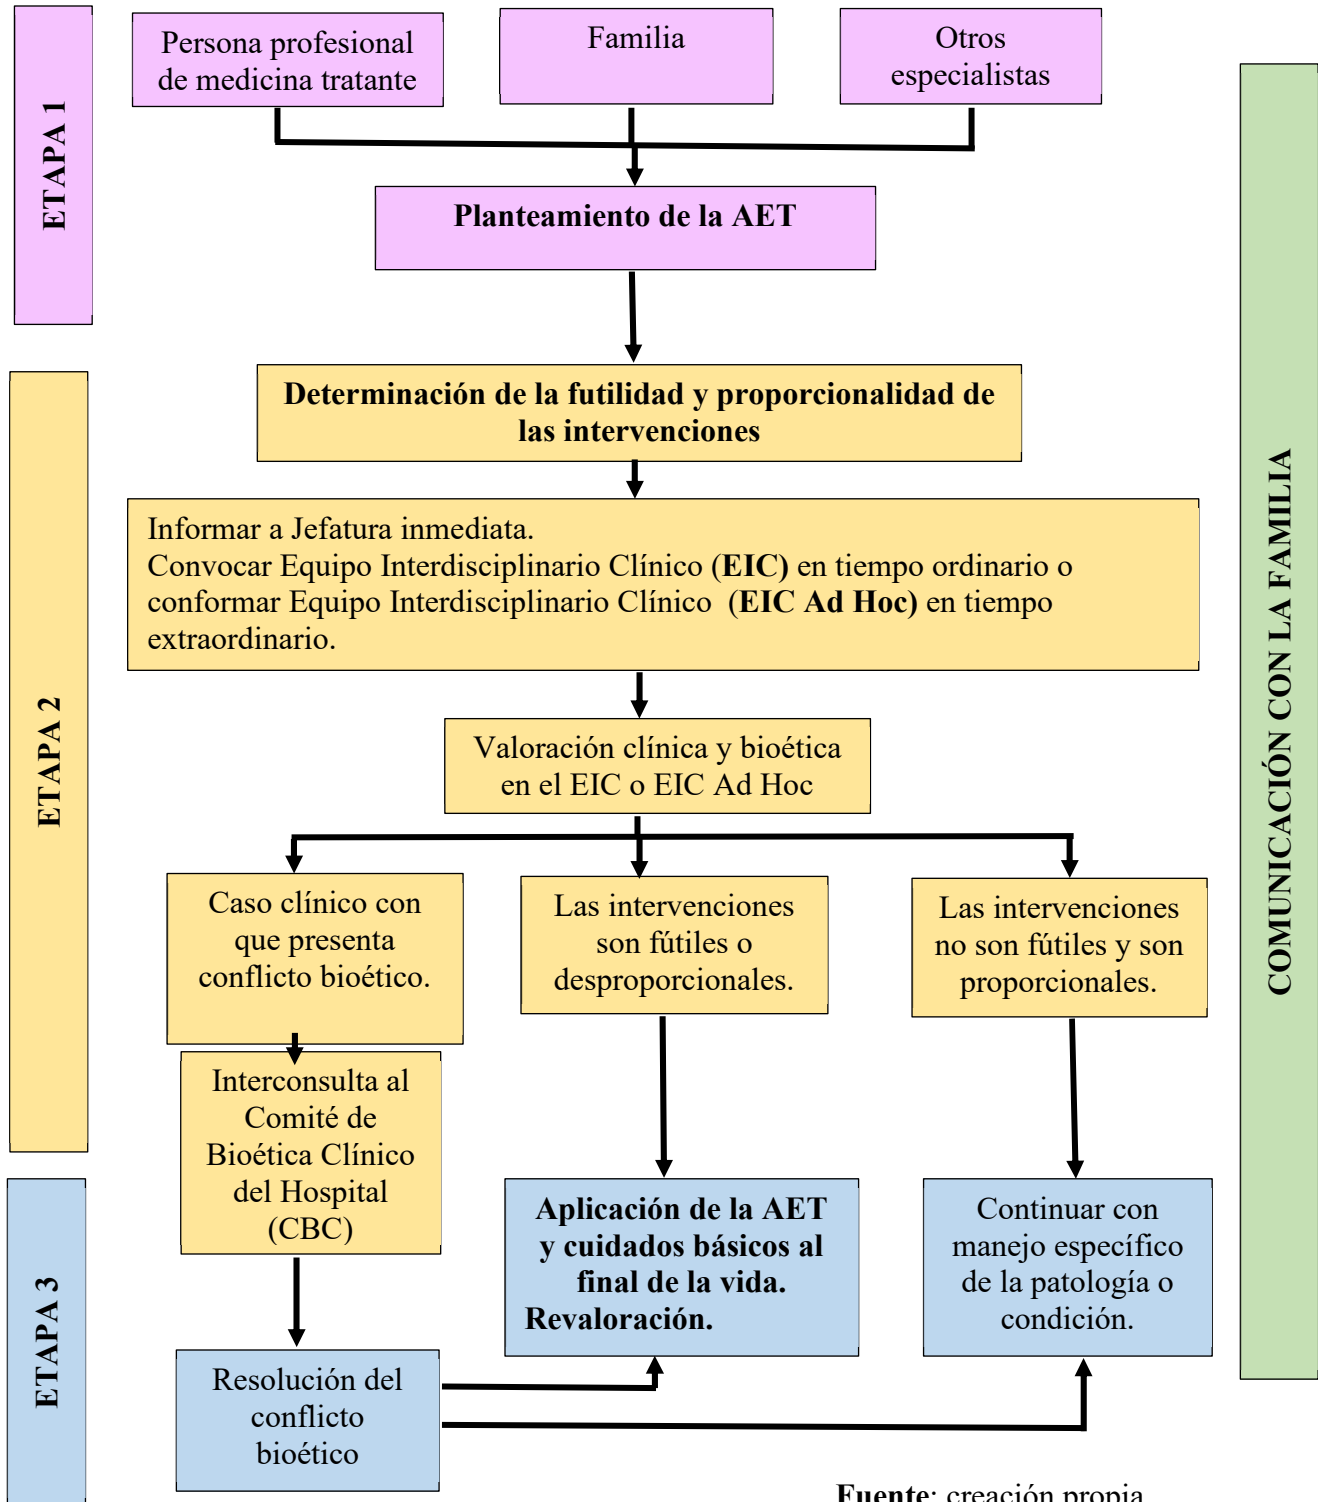 ETAPA 1
Persona profesional
de medicina tratante
Familia
Otros
especialistas
Planteamiento de la AET
COMUNICACIÓN CON LA FAMILIA
ETAPA 2
Determinación de la futilidad y proporcionalidad de
las intervenciones
Informar a Jefatura inmediata.
Convocar Equipo Interdisciplinario Clínico (EIC) en tiempo ordinario o
conformar Equipo Interdisciplinario Clínico (EIC Ad Hoc) en tiempo
extraordinario.
Valoración clínica y bioética
en el EIC o EIC Ad Hoc
Caso clínico con
que presenta
conflicto bioético.
Las intervenciones
son fútiles o
desproporcionales.
Las intervenciones
no son fútiles y son
proporcionales.
Interconsulta al
Comité de
Bioética Clínico
del Hospital
(CBC)
ETAPA 3
Aplicación de la AET
y cuidados básicos al
final de la vida.
Revaloración.
Continuar con
manejo específico
de la patología o
condición.
Resolución del
conflicto
bioético
Fuente: creación propia